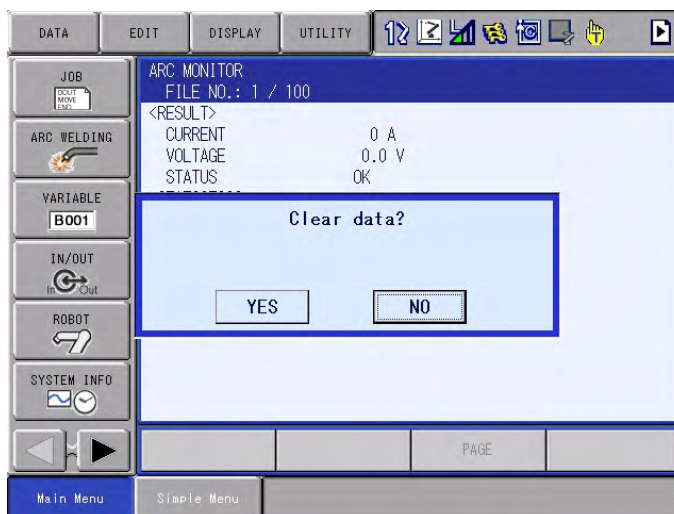 DATA EDIT DISPLAY UTILITY
JOB
DOUT
MOVE
END
ARC WELDING
VARIABLE
B001
IN/OUT
In Out
ROBOT
SYSTEM INFO
ARC MONITOR
FILE NO.: 1 / 100
<RESULT>
CURRENT 0 A
VOLTAGE 0.0 V
STATUS OK
Clear data?
YES NO
PAGE
Main Menu Simple Menu